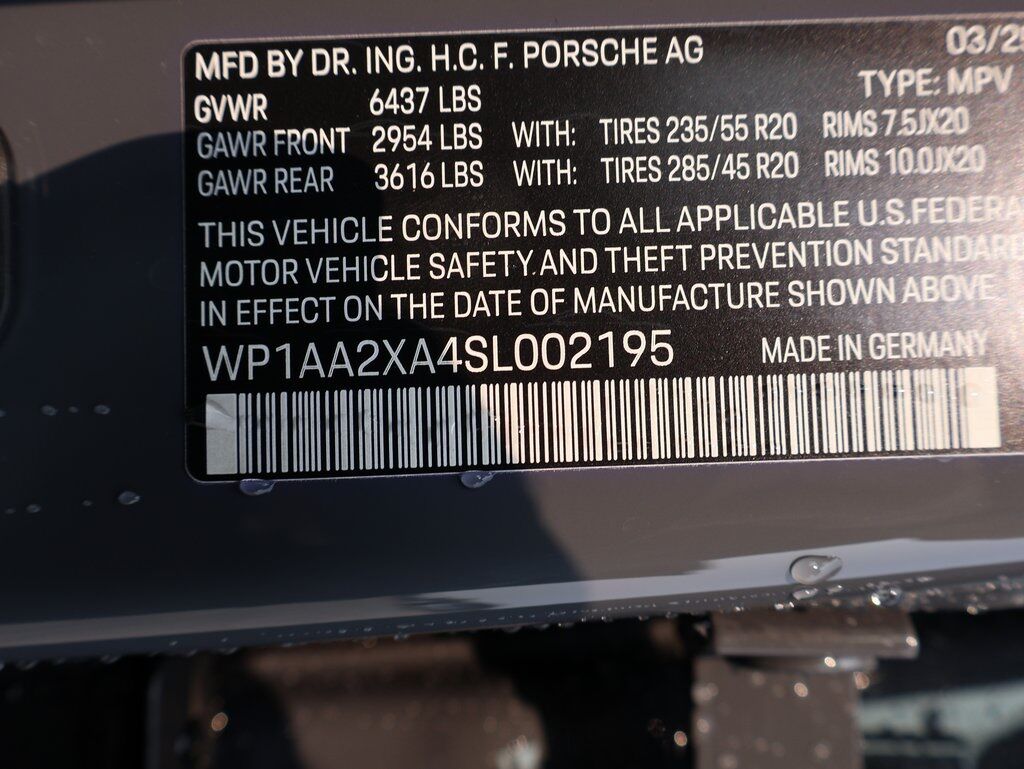 MFD BY DR. ING. H.C. F. PORSCHE AG 03/25
TYPE: MPV
GVWR 6437 LBS
GAWR FRONT 2954 LBS WITH: TIRES 235/55 R20 RIMS 7.5JX20
GAWR REAR 3616 LBS WITH: TIRES 285/45 R20 RIMS 10.0JX20
THIS VEHICLE CONFORMS TO ALL APPLICABLE U.S.FEDERA
MOTOR VEHICLE SAFETY AND THEFT PREVENTION STANDARD
IN EFFECT ON THE DATE OF MANUFACTURE SHOWN ABOVE
WP1AA2XA4SL002195 MADE IN GERMANY